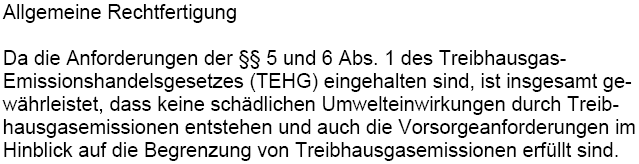 Allgemeine Rechtfertigung
Da die Anforderungen der §§ 5 und 6 Abs. 1 des Treibhausgas-
Emissionshandelsgesetzes (TEHG) eingehalten sind, ist insgesamt ge-
währleistet, dass keine schädlichen Umwelteinwirkungen durch Treib-
hausgasemissionen entstehen und auch die Vorsorgeanforderungen im
Hinblick auf die Begrenzung von Treibhausgasemissionen erfüllt sind.